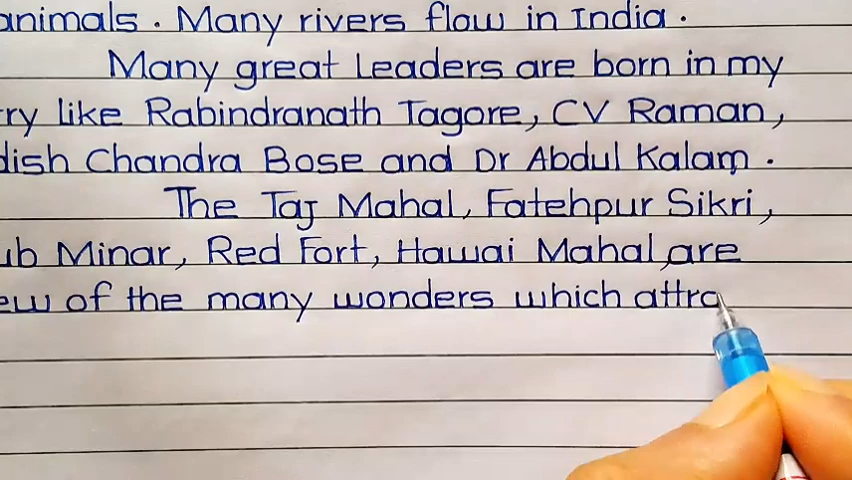 animals. Many rivers flow in India.
Many great Leaders are born in my
ry like Rabindranath Tagore, CV Raman,
dish Chandra Bose and Dr Abdul Kalam.
The Taj Mahal, Fatehpur Sikri,
ub Minar, Red Fort, Hawai Mahal, are
ew of the many wonders which attra